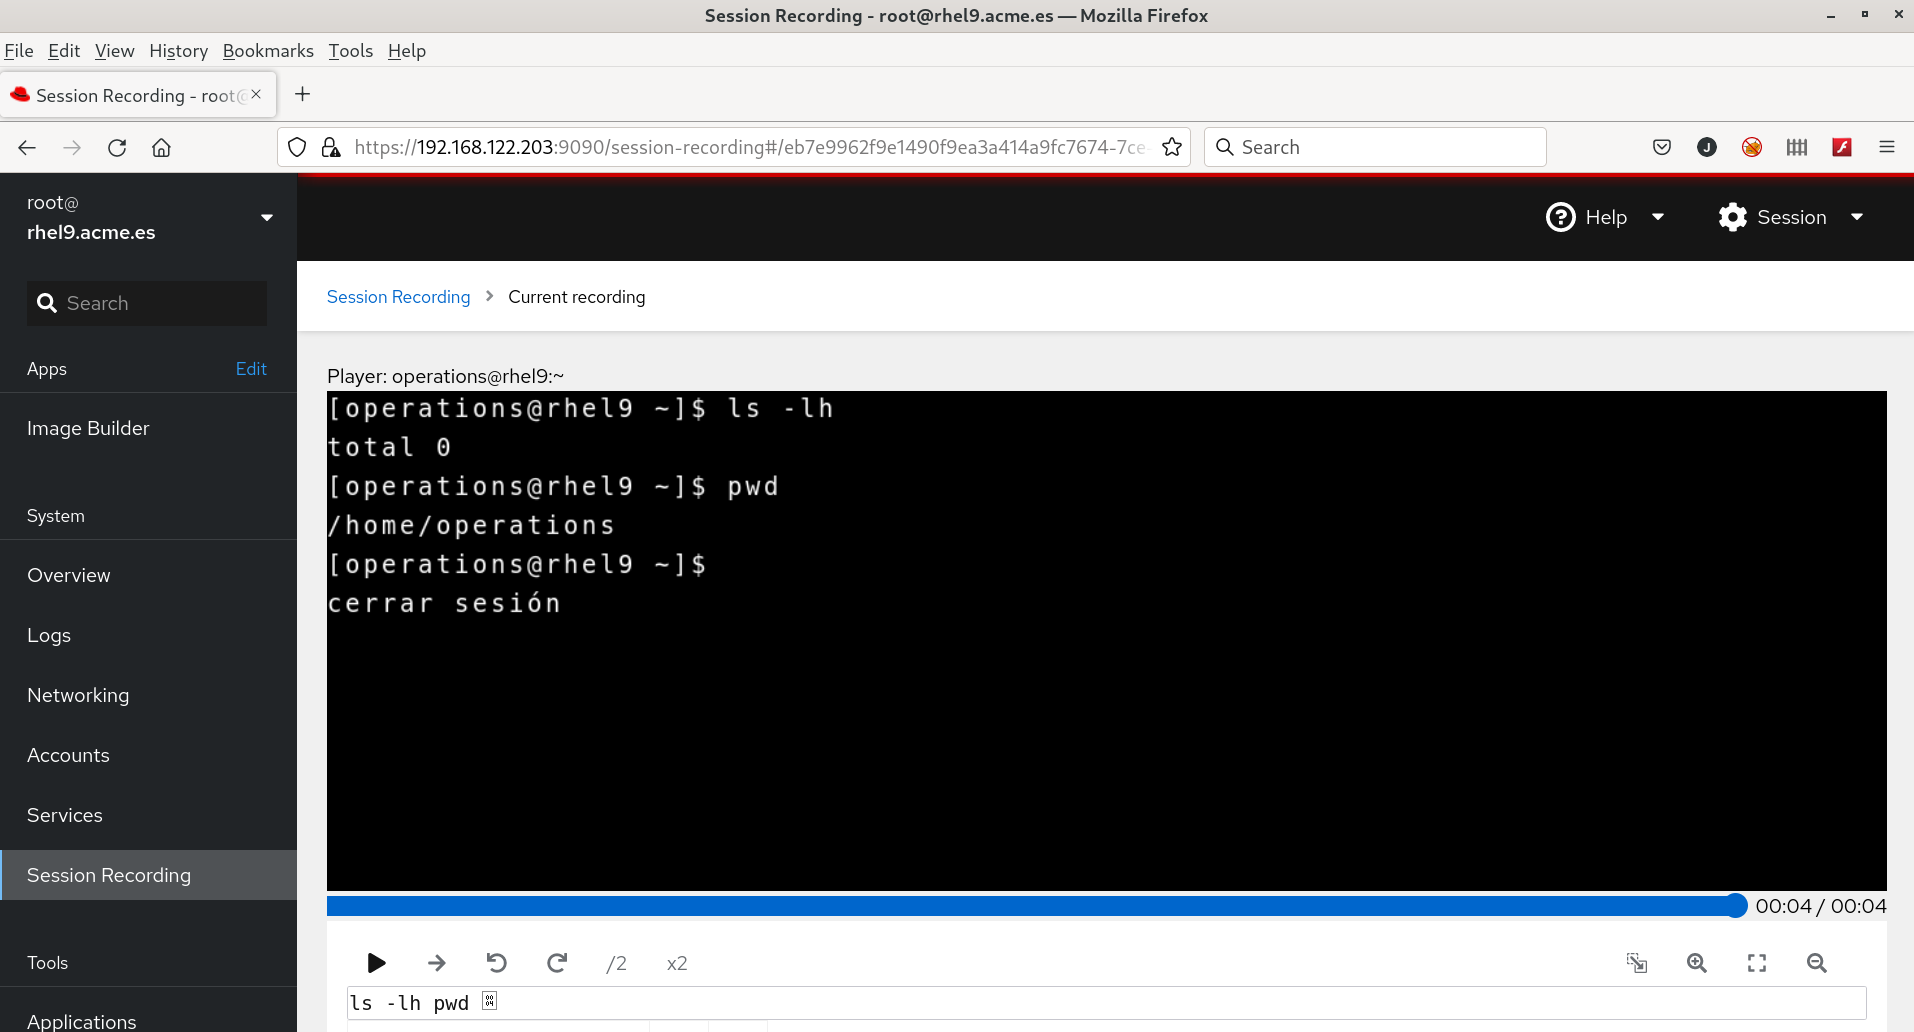 Session Recording - root@rhel9.acme.es — Mozilla Firefox
File Edit View History Bookmarks Tools Help
Session Recording - root@
https://192.168.122.203:9090/session-recording#/eb7e9962f9e1490f9ea3a414a9fc7674-7ce
Search
root@
rhel9.acme.es
Help
Session
Search
Session Recording > Current recording
Apps
Edit
Image Builder
System
Overview
Logs
Networking
Accounts
Services
Session Recording
Tools
Applications
Player: operations@rhel9:~
[operations@rhel9 ~]$ ls -lh
total 0
[operations@rhel9 ~]$ pwd
/home/operations
[operations@rhel9 ~]$
cerrar sesión
00:04 / 00:04
/2
x2
ls -lh pwd